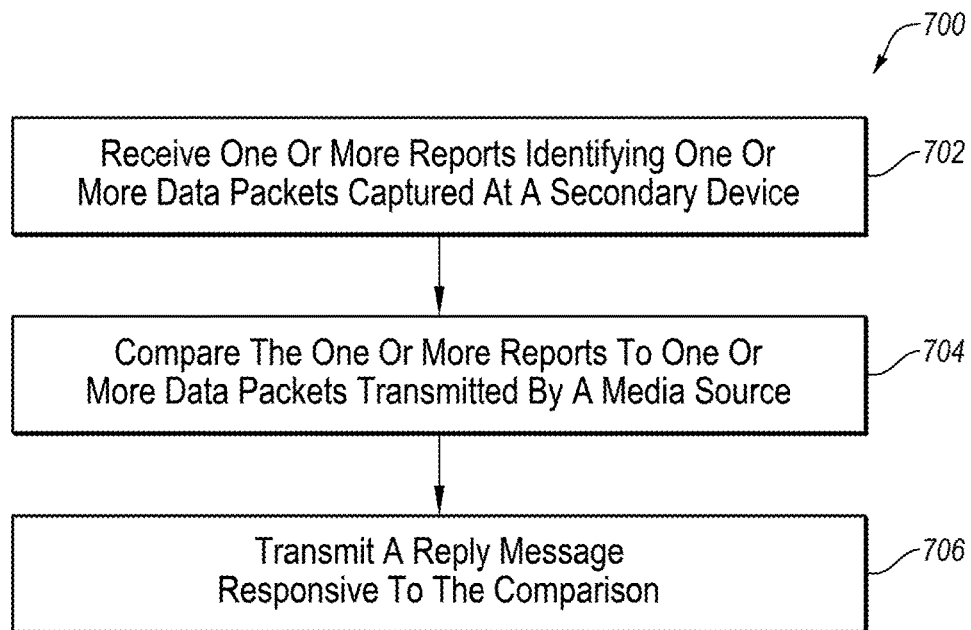 700
Receive One Or More Reports Identifying One Or
More Data Packets Captured At A Secondary Device
702
Compare The One Or More Reports To One Or
More Data Packets Transmitted By A Media Source
704
Transmit A Reply Message
Responsive To The Comparison
706